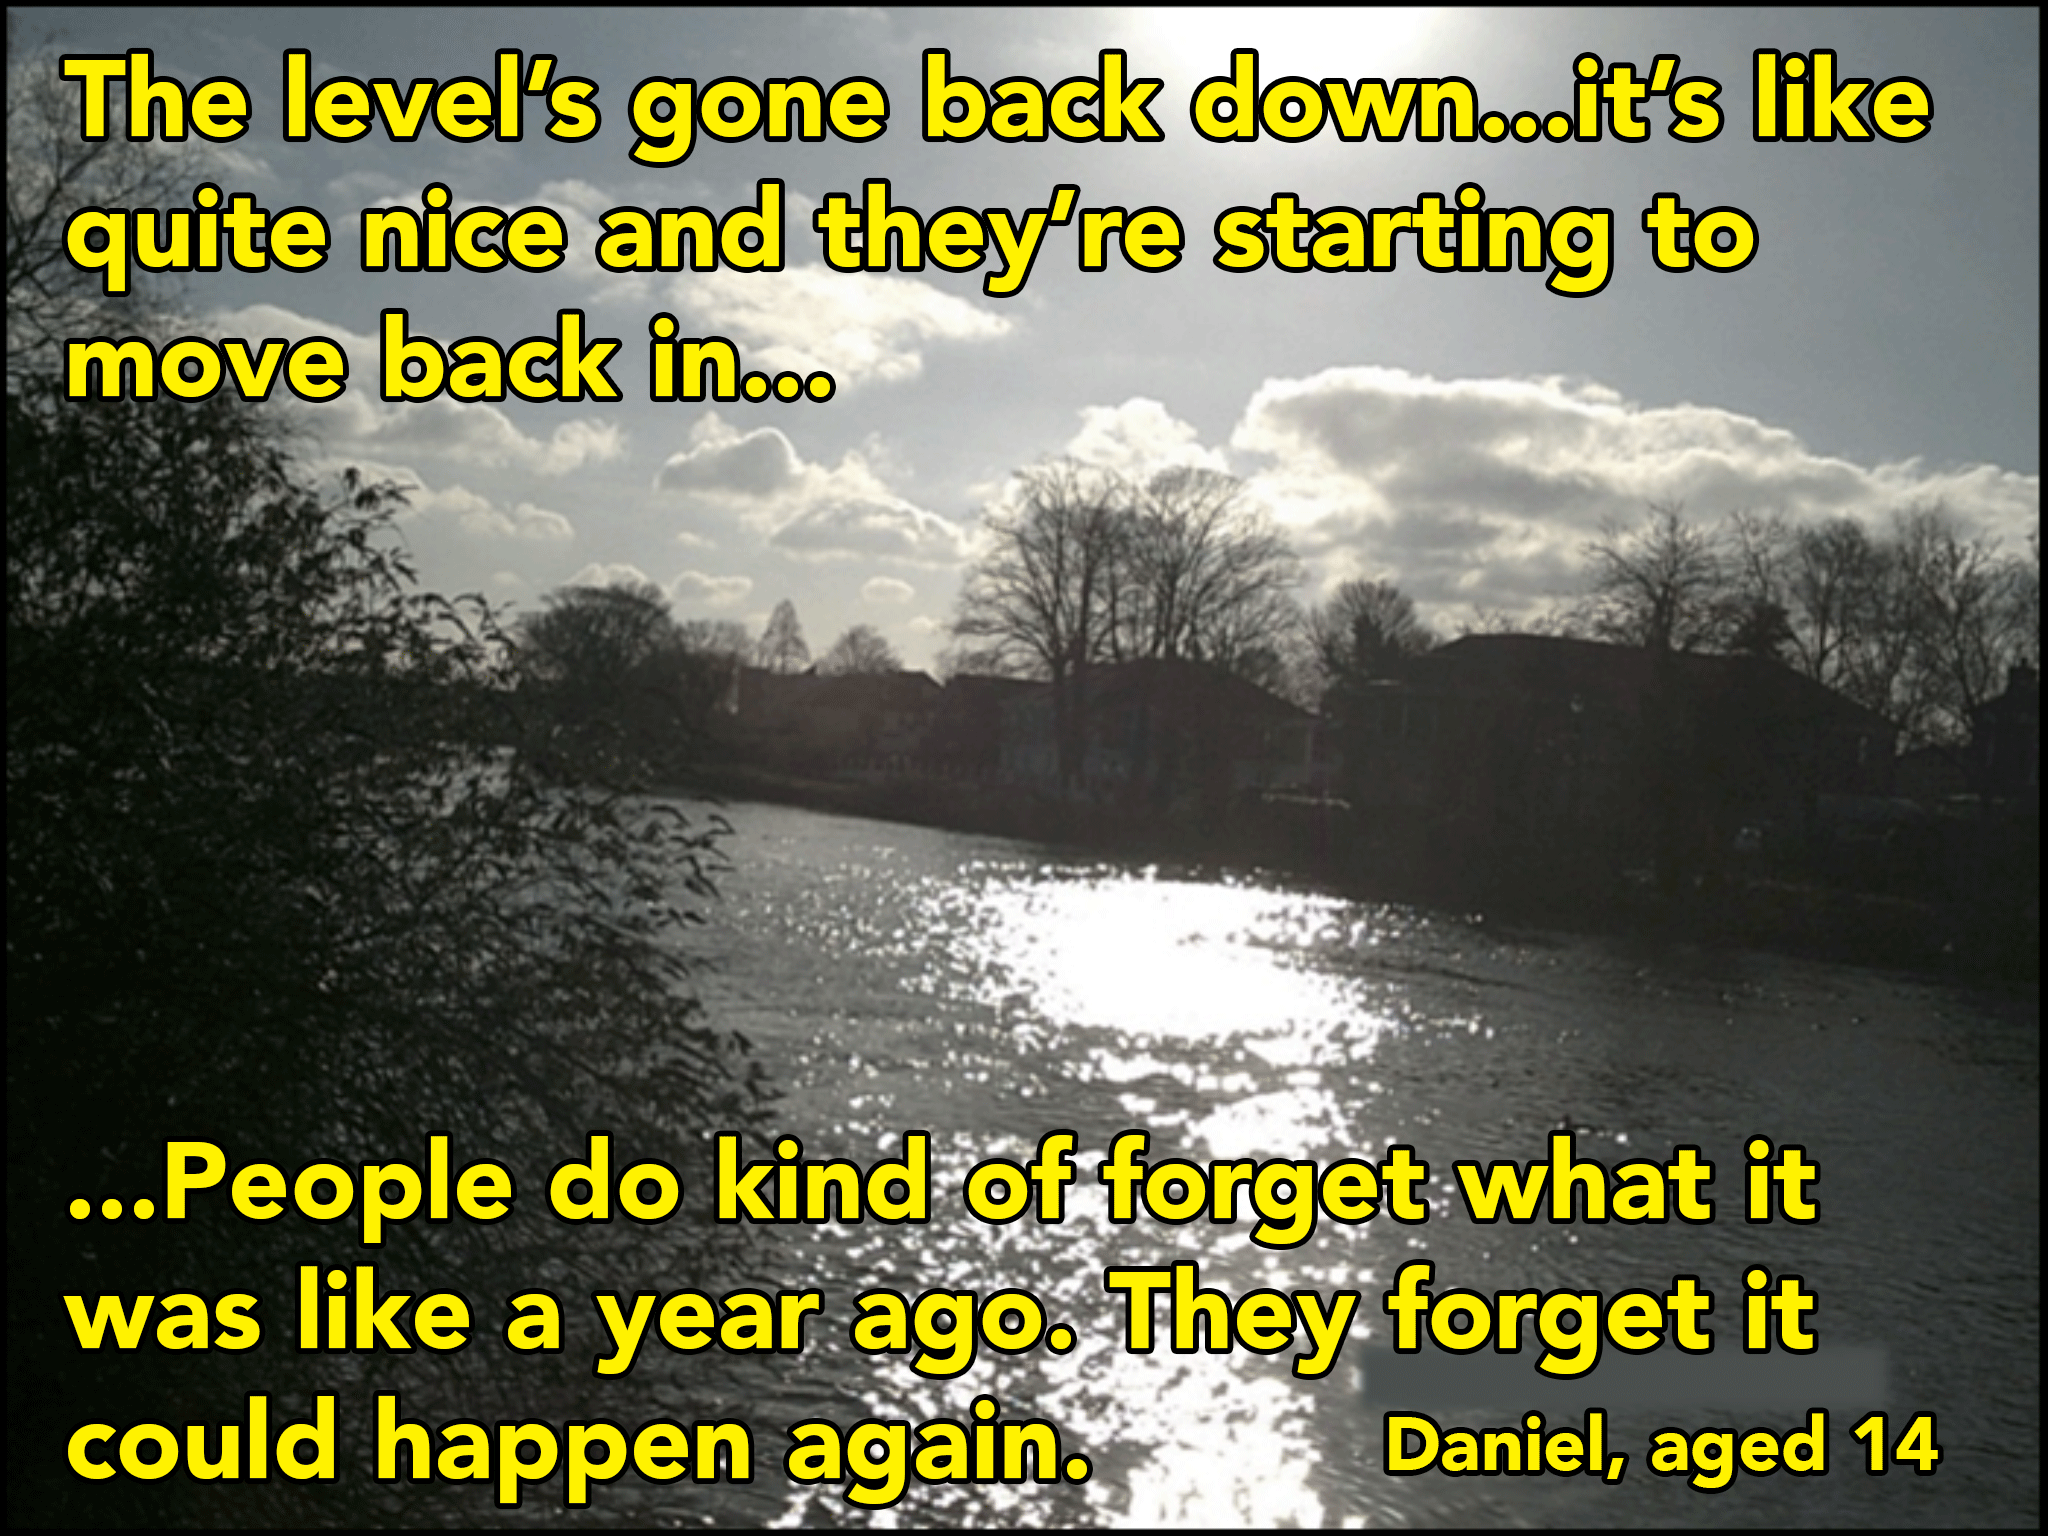 The level’s gone back down...it’s like
quite nice and they’re starting to
move back in...
...People do kind of forget what it
was like a year ago. They forget it
could happen again.
Daniel, aged 14